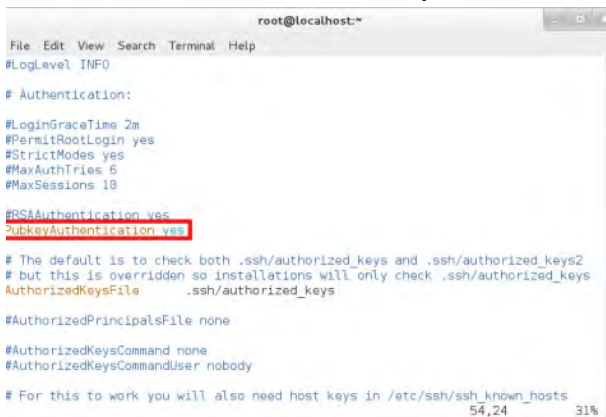 root@localhost:~
File Edit View Search Terminal Help
#LogLevel INFO
# Authentication:
#LoginGraceTime 2m
#PermitRootLogin yes
#StrictModes yes
#MaxAuthTries 6
#MaxSessions 10
#RSAAuthentication yes
PubkeyAuthentication yes
# The default is to check both .ssh/authorized_keys and .ssh/authorized_keys2
# but this is overridden so installations will only check .ssh/authorized_keys
AuthorizedKeysFile .ssh/authorized_keys
#AuthorizedPrincipalsFile none
#AuthorizedKeysCommand none
#AuthorizedKeysCommandUser nobody
# For this to work you will also need host keys in /etc/ssh/ssh_known_hosts
54,24 31%